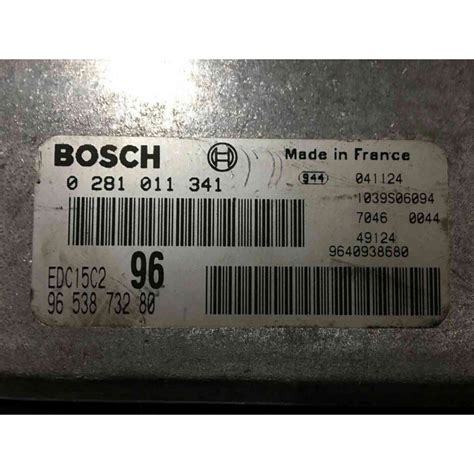 BOSCH
Made in France
0 281 011 341
944 041124
1039S06094
7046 0044
49124
9640938680
EDC15C2 96
96 538 732 80